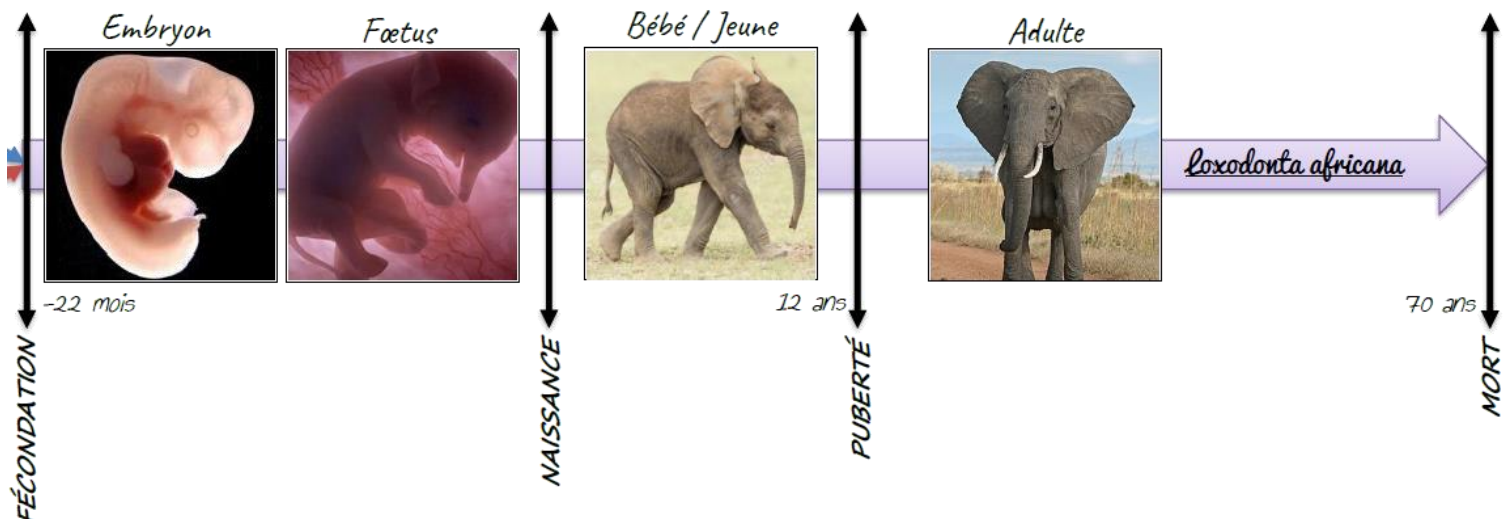 Embryon
Fœtus
Bébé / Jeune
Adulte
Loxodonta africana
-22 mois
12 ans
70 ans
FÉCONDATION
NAISSANCE
PUBERTÉ
MORT